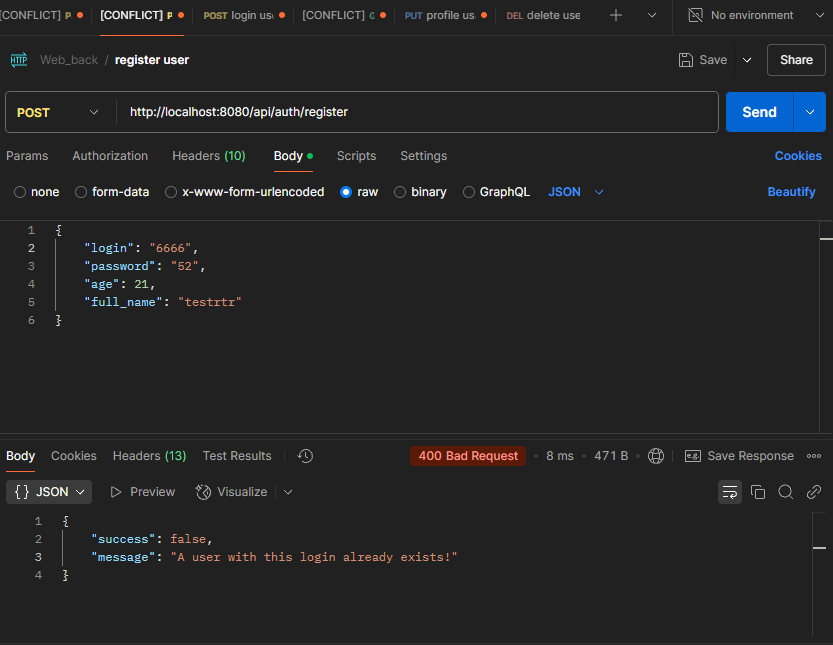 [CONFLICT] P [CONFLICT] P POST login use [CONFLICT] G PUT profile us DEL delete use No environment
HTTP Web_back / register user Save Share
POST http://localhost:8080/api/auth/register Send
Params Authorization Headers (10) Body Scripts Settings Cookies
none form-data x-www-form-urlencoded raw binary GraphQL JSON Beautify
1 {
2 "login": "6666",
3 "password": "52",
4 "age": 21,
5 "full_name": "testrtr"
6 }
Body Cookies Headers (13) Test Results 400 Bad Request 8 ms 471 B e.g. Save Response
{} JSON Preview Visualize
1 {
2 "success": false,
3 "message": "A user with this login already exists!"
4 }